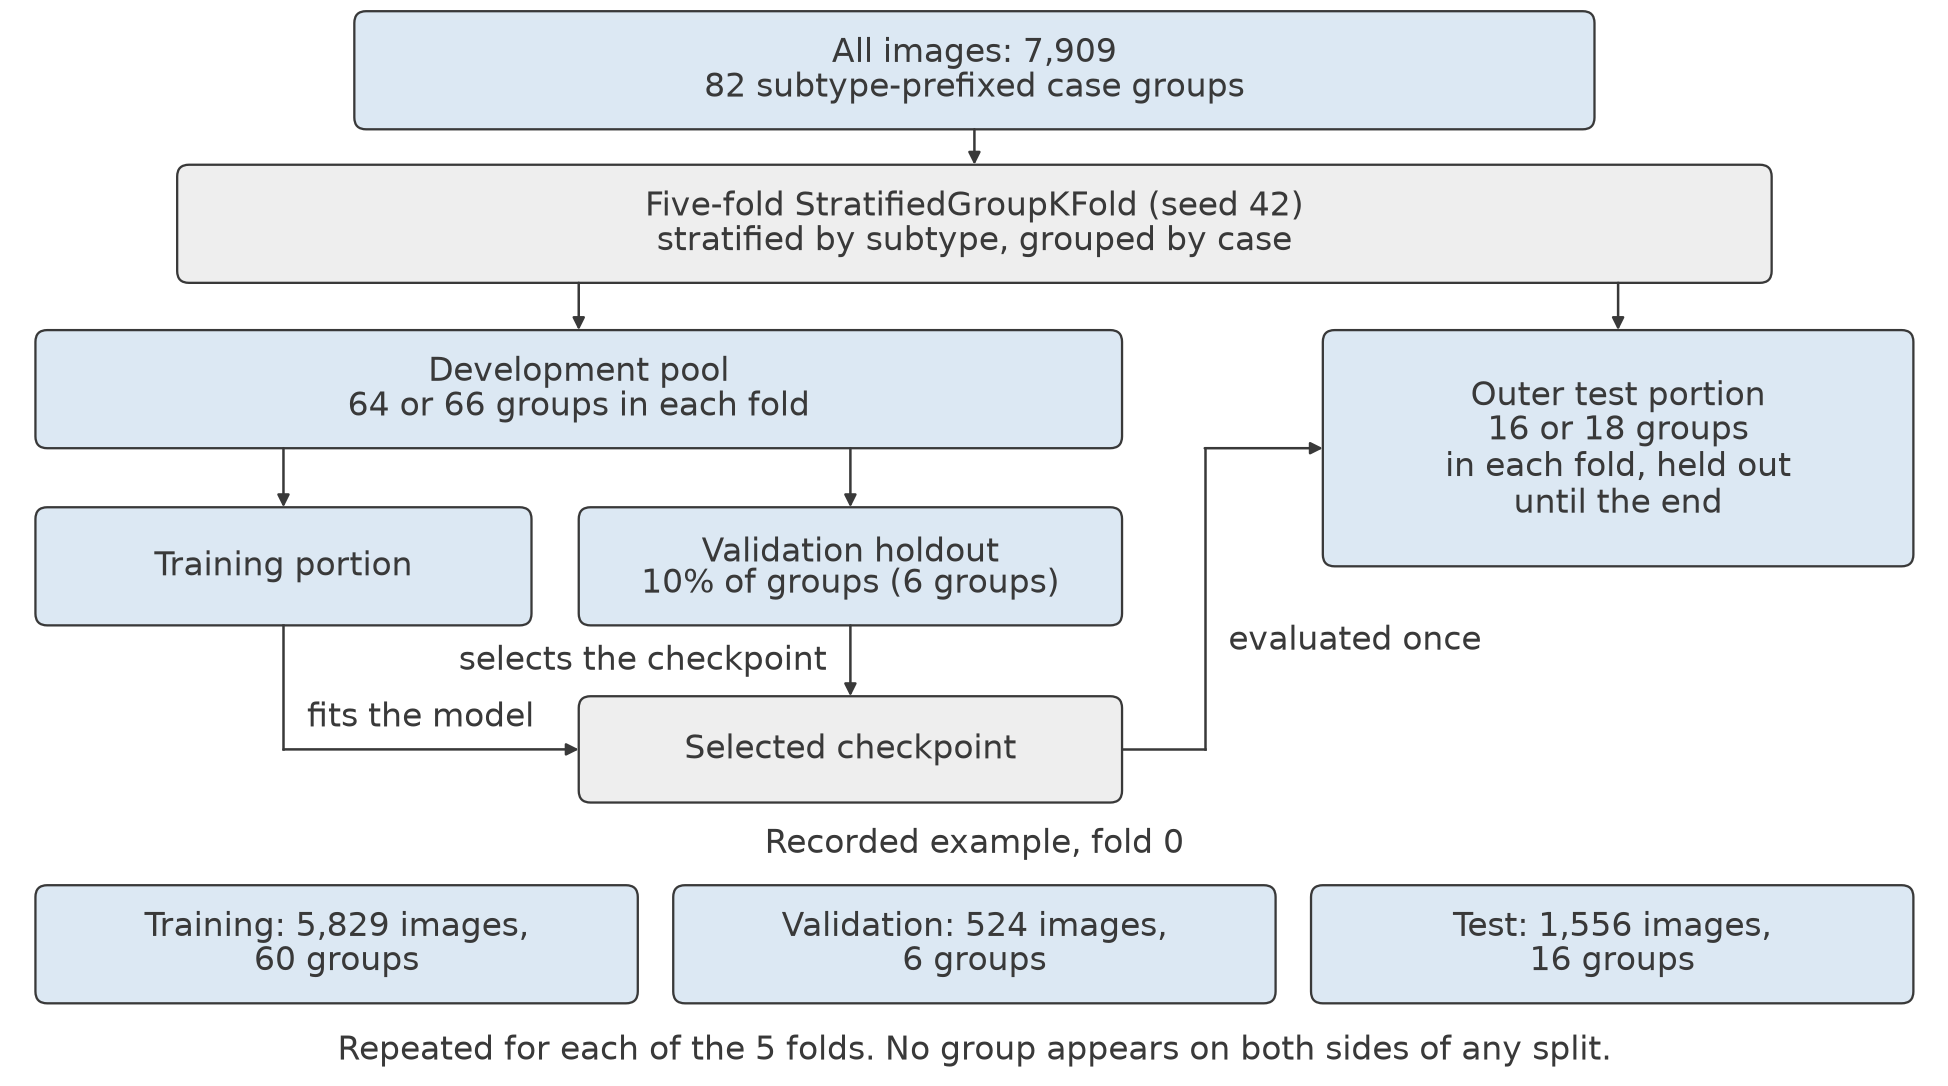 All images: 7,909
82 subtype-prefixed case groups
Five-fold StratifiedGroupKFold (seed 42)
stratified by subtype, grouped by case
Development pool
64 or 66 groups in each fold
Outer test portion
16 or 18 groups
in each fold, held out
until the end
Training portion
Validation holdout
10% of groups (6 groups)
selects the checkpoint
evaluated once
fits the model
Selected checkpoint
Recorded example, fold 0
Training: 5,829 images,
60 groups
Validation: 524 images,
6 groups
Test: 1,556 images,
16 groups
Repeated for each of the 5 folds. No group appears on both sides of any split.